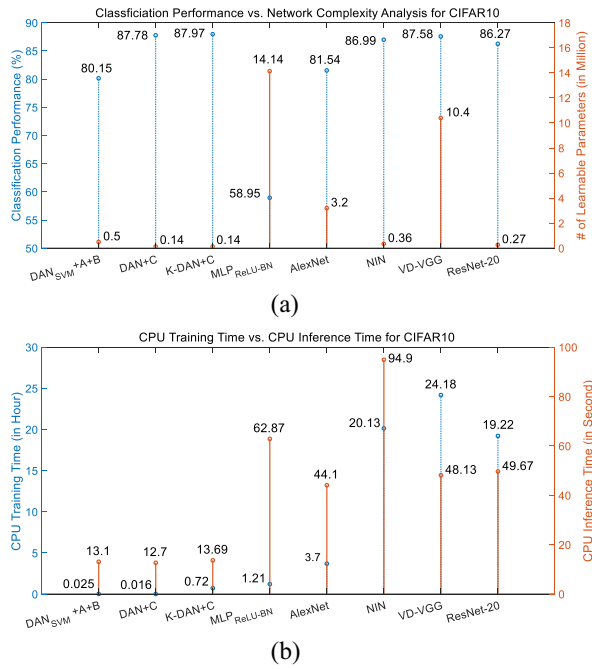 Classficiation Performance vs. Network Complexity Analysis for CIFAR10
Classification Performance (%)
90
85
80
75
70
65
60
55
50
80.15
87.78
87.97
14.14
81.54
86.99
87.58
86.27
10.4
58.95
3.2
0.5
0.14
0.14
0.36
0.27
18
16
14
12
10
8
6
4
2
0
# of Learnable Parameters (in Million)
DANSVM+A+B
DAN+C
K-DAN+C
MLPReLU-BN
AlexNet
NIN
VD-VGG
ResNet-20
(a)
CPU Training Time vs. CPU Inference Time for CIFAR10
CPU Training Time (in Hour)
30
25
20
15
10
5
0
94.9
24.18
62.87
20.13
19.22
44.1
48.13
49.67
13.1
12.7
13.69
3.7
0.025
0.016
0.72
1.21
100
80
60
40
20
0
CPU Inference Time (in Second)
DANSVM+A+B
DAN+C
K-DAN+C
MLPReLU-BN
AlexNet
NIN
VD-VGG
ResNet-20
(b)